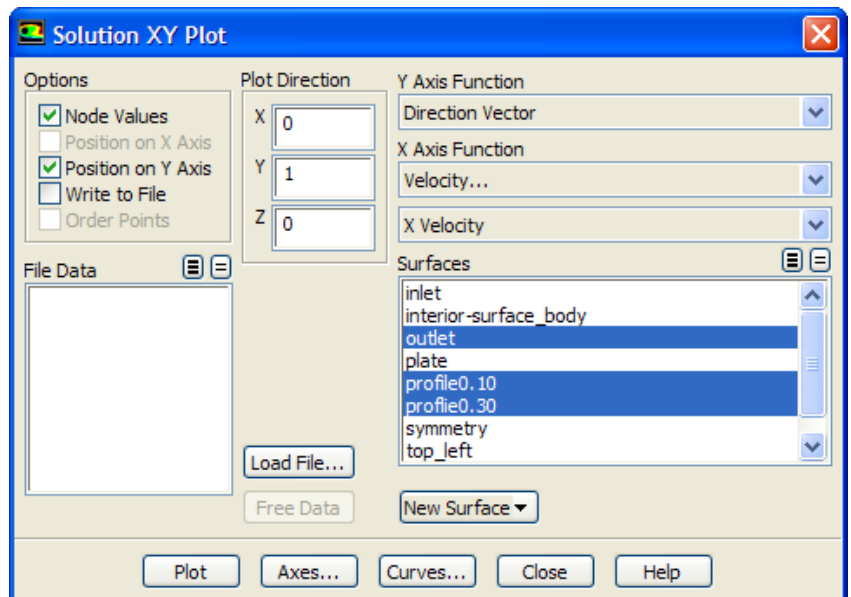 Solution XY Plot
Options
Node Values
Position on X Axis
Position on Y Axis
Write to File
Order Points
Plot Direction
X 0
Y 1
Z 0
Y Axis Function
Direction Vector
X Axis Function
Velocity...
X Velocity
File Data
Surfaces
inlet
interior-surface_body
outlet
plate
profile0.10
proflie0.30
symmetry
top_left
Load File...
Free Data
New Surface
Plot
Axes...
Curves...
Close
Help